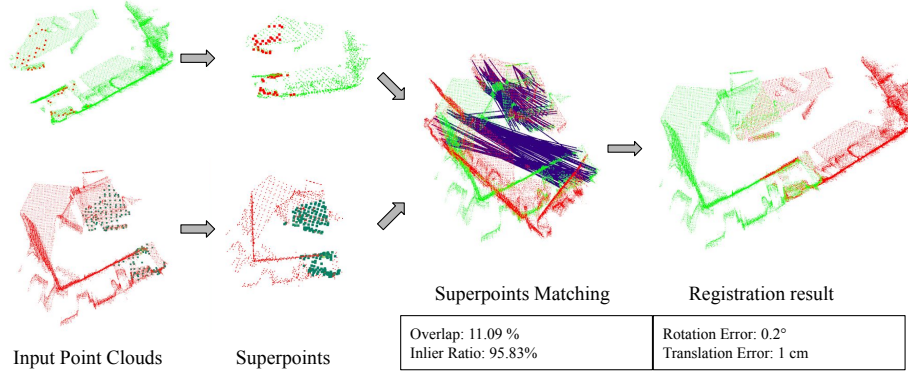 Superpoints Matching
Registration result
Overlap: 11.09 %
Inlier Ratio: 95.83%
Rotation Error: 0.2°
Translation Error: 1 cm
Input Point Clouds
Superpoints